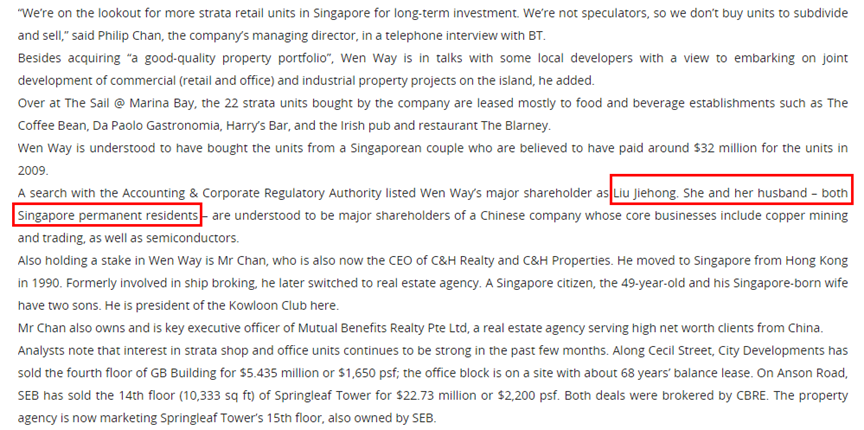 “We’re on the lookout for more strata retail units in Singapore for long-term investment. We’re not speculators, so we don’t buy units to subdivide
and sell,” said Philip Chan, the company’s managing director, in a telephone interview with BT.
Besides acquiring “a good-quality property portfolio”, Wen Way is in talks with some local developers with a view to embarking on joint
development of commercial (retail and office) and industrial property projects on the island, he added.
Over at The Sail @ Marina Bay, the 22 strata units bought by the company are leased mostly to food and beverage establishments such as The
Coffee Bean, Da Paolo Gastronomia, Harry’s Bar, and the Irish pub and restaurant The Blarney.
Wen Way is understood to have bought the units from a Singaporean couple who are believed to have paid around $32 million for the units in
2009.
A search with the Accounting & Corporate Regulatory Authority listed Wen Way’s major shareholder as Liu Jiehong. She and her husband – both
Singapore permanent residents – are understood to be major shareholders of a Chinese company whose core businesses include copper mining
and trading, as well as semiconductors.
Also holding a stake in Wen Way is Mr Chan, who is also now the CEO of C&H Realty and C&H Properties. He moved to Singapore from Hong Kong
in 1990. Formerly involved in ship broking, he later switched to real estate agency. A Singapore citizen, the 49-year-old and his Singapore-born wife
have two sons. He is president of the Kowloon Club here.
Mr Chan also owns and is key executive officer of Mutual Benefits Realty Pte Ltd, a real estate agency serving high net worth clients from China.
Analysts note that interest in strata shop and office units continues to be strong in the past few months. Along Cecil Street, City Developments has
sold the fourth floor of GB Building for $5.435 million or $1,650 psf; the office block is on a site with about 68 years’ balance lease. On Anson Road,
SEB has sold the 14th floor (10,333 sq ft) of Springleaf Tower for $22.73 million or $2,200 psf. Both deals were brokered by CBRE. The property
agency is now marketing Springleaf Tower’s 15th floor, also owned by SEB.